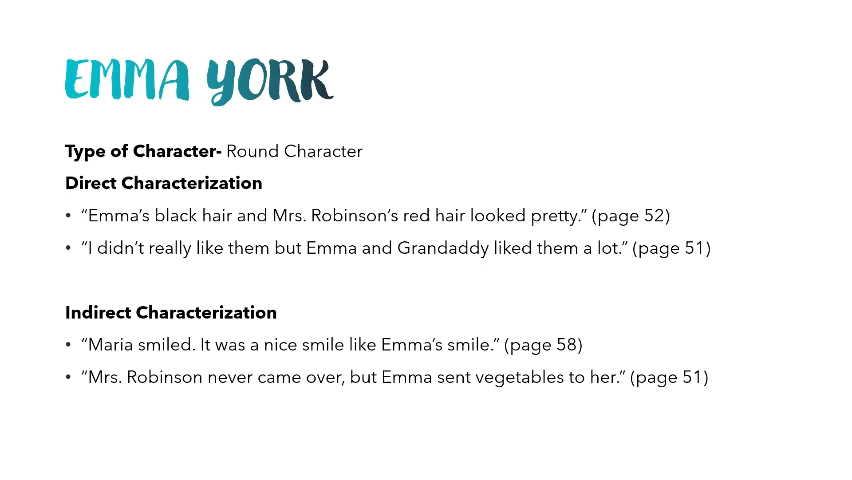 EMMA YORK
Type of Character- Round Character
Direct Characterization
• “Emma’s black hair and Mrs. Robinson’s red hair looked pretty.” (page 52)
• “I didn’t really like them but Emma and Grandaddy liked them a lot.” (page 51)
Indirect Characterization
• “Maria smiled. It was a nice smile like Emma’s smile.” (page 58)
• “Mrs. Robinson never came over, but Emma sent vegetables to her.” (page 51)